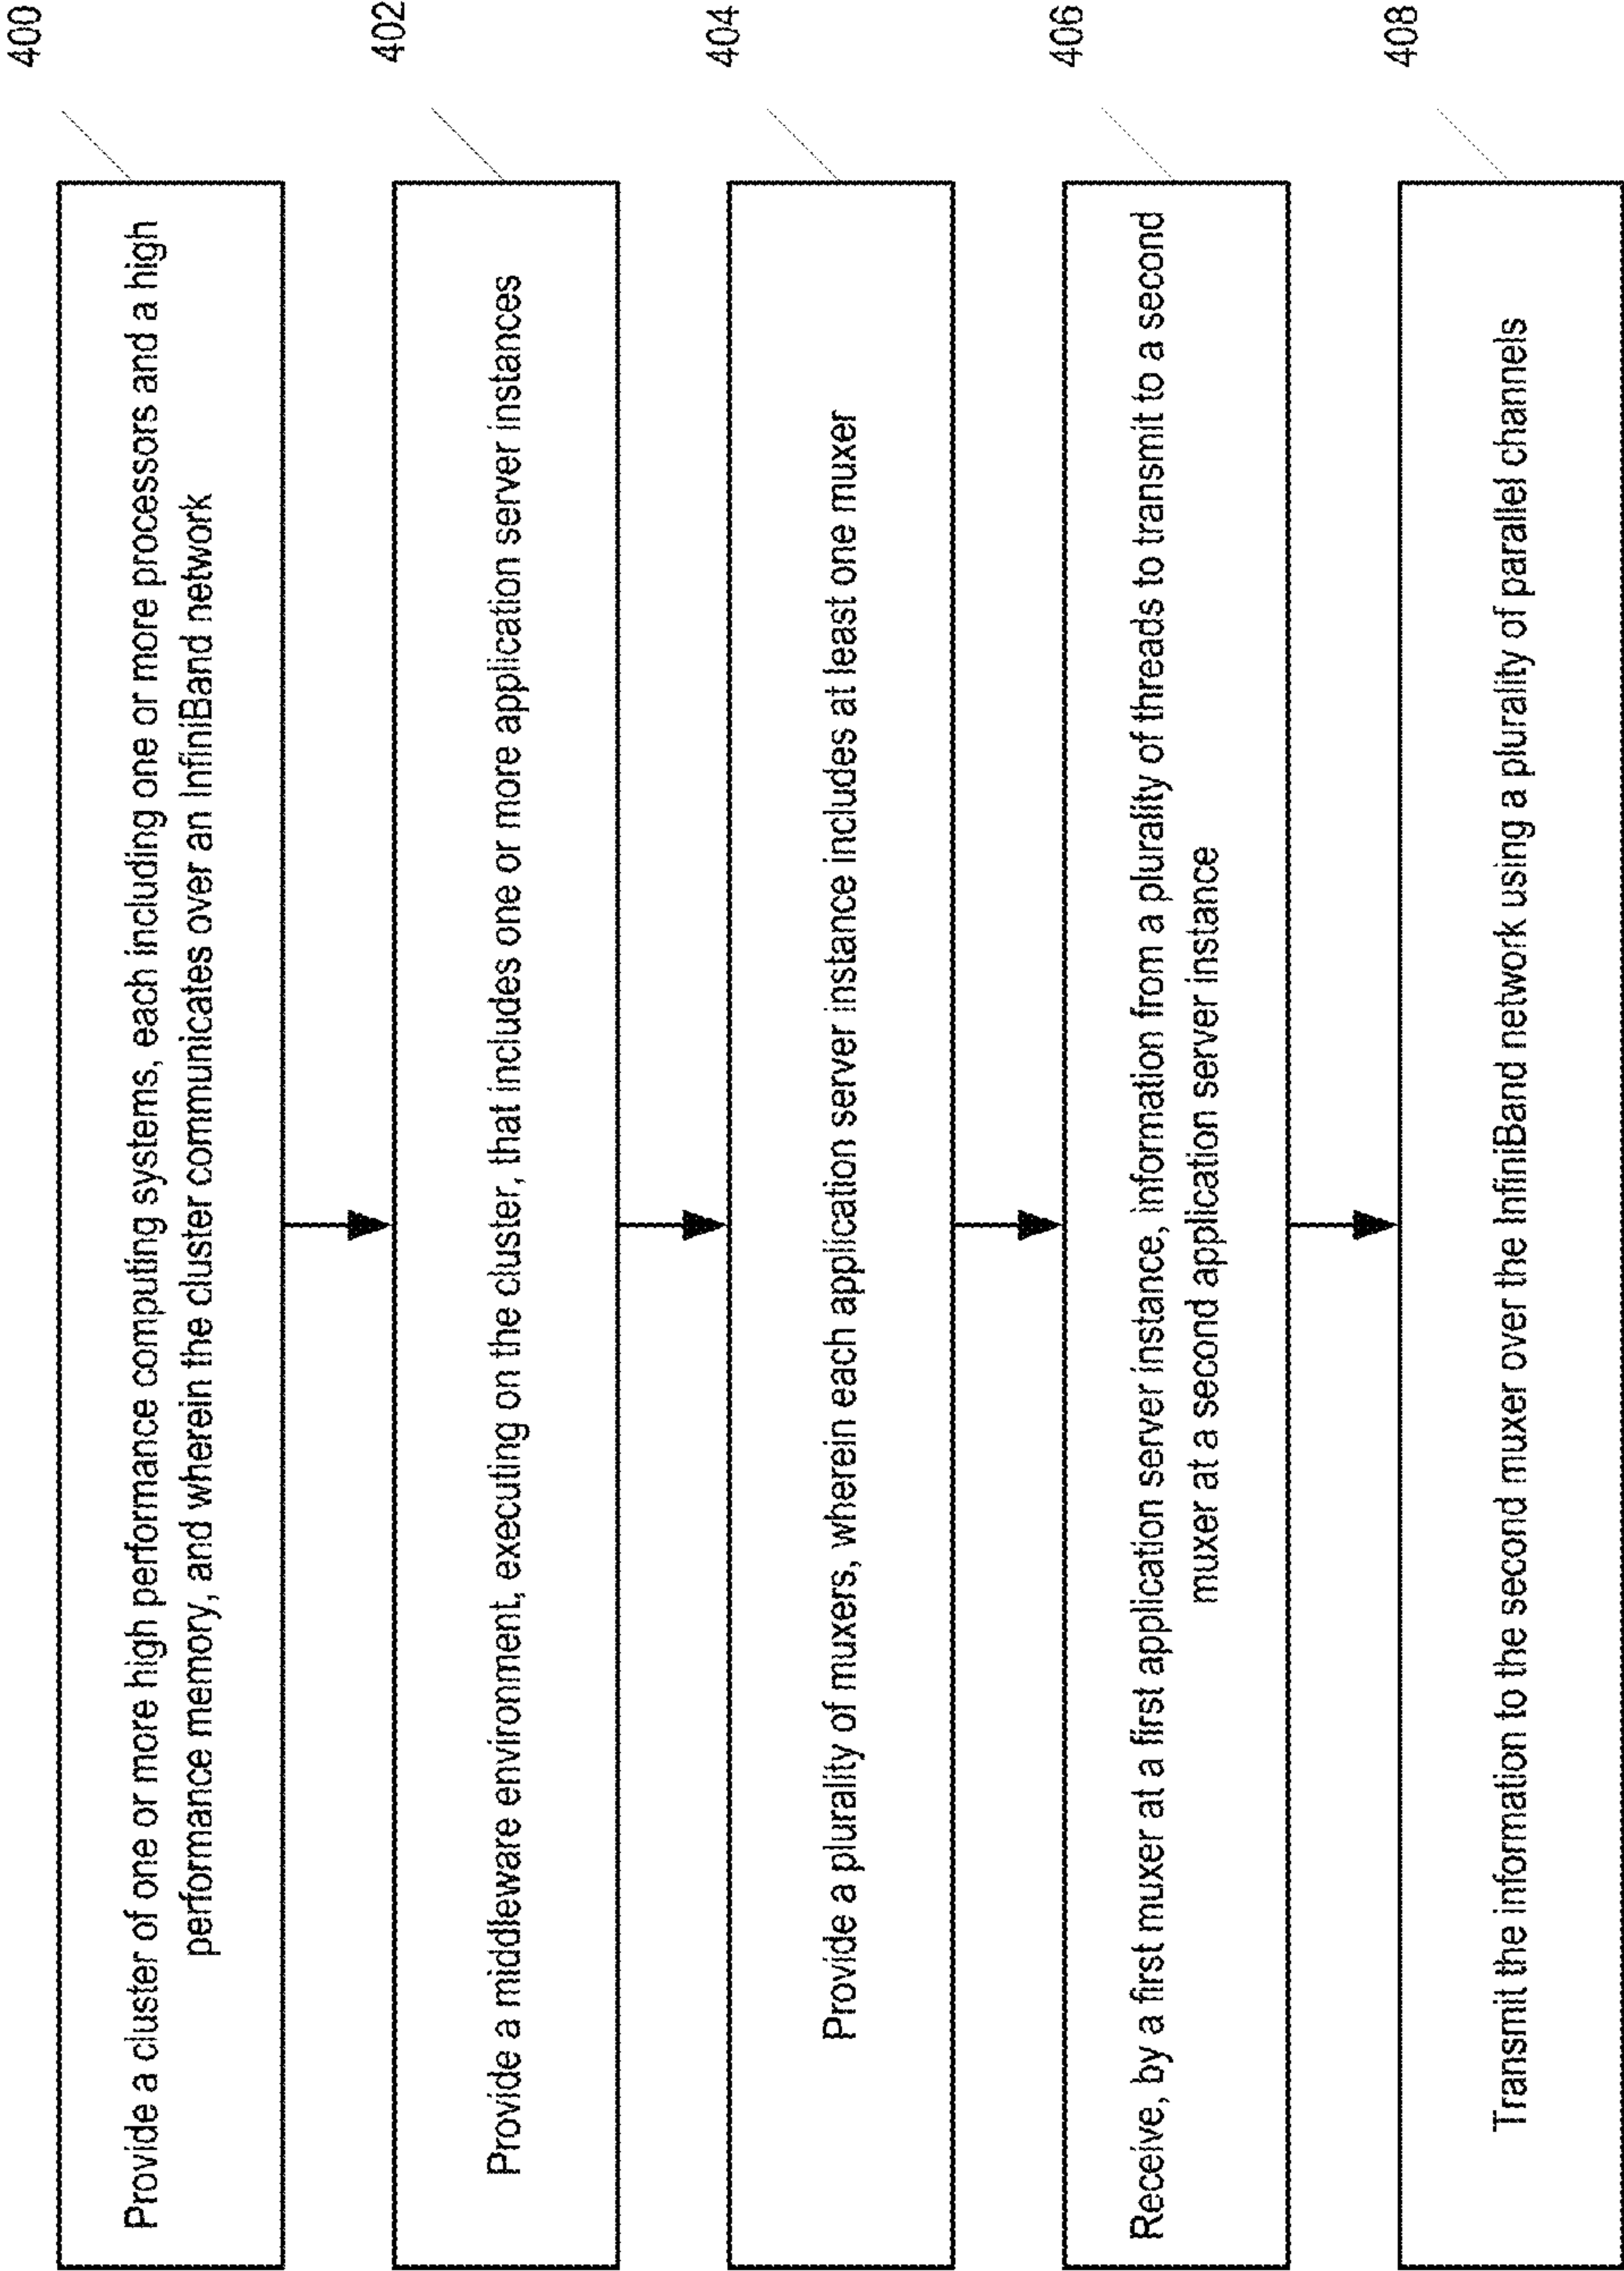 Provide a cluster of one or more high performance computing systems, each including one or more processors and a high
performance memory, and wherein the cluster communicates over an InfiniBand network
400
Provide a middleware environment, executing on the cluster, that includes one or more application server instances
402
Provide a plurality of muxers, wherein each application server instance includes at least one muxer
404
Receive, by a first muxer at a first application server instance, information from a plurality of threads to transmit to a second
muxer at a second application server instance
406
Transmit the information to the second muxer over the InfiniBand network using a plurality of parallel channels
408